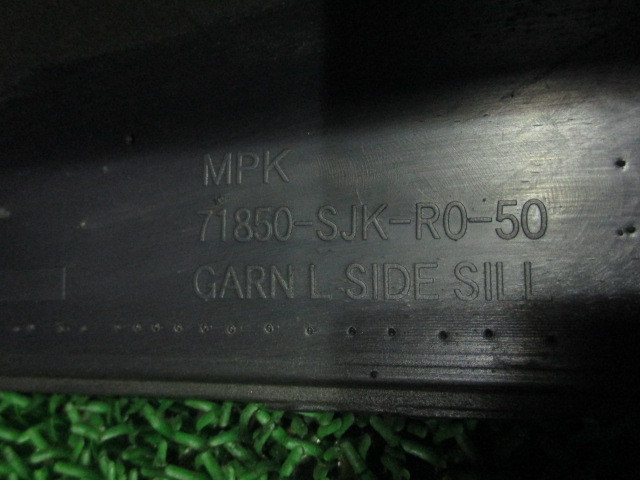 MPK
71850-SJK-R0-50
GARN L SIDE SILL